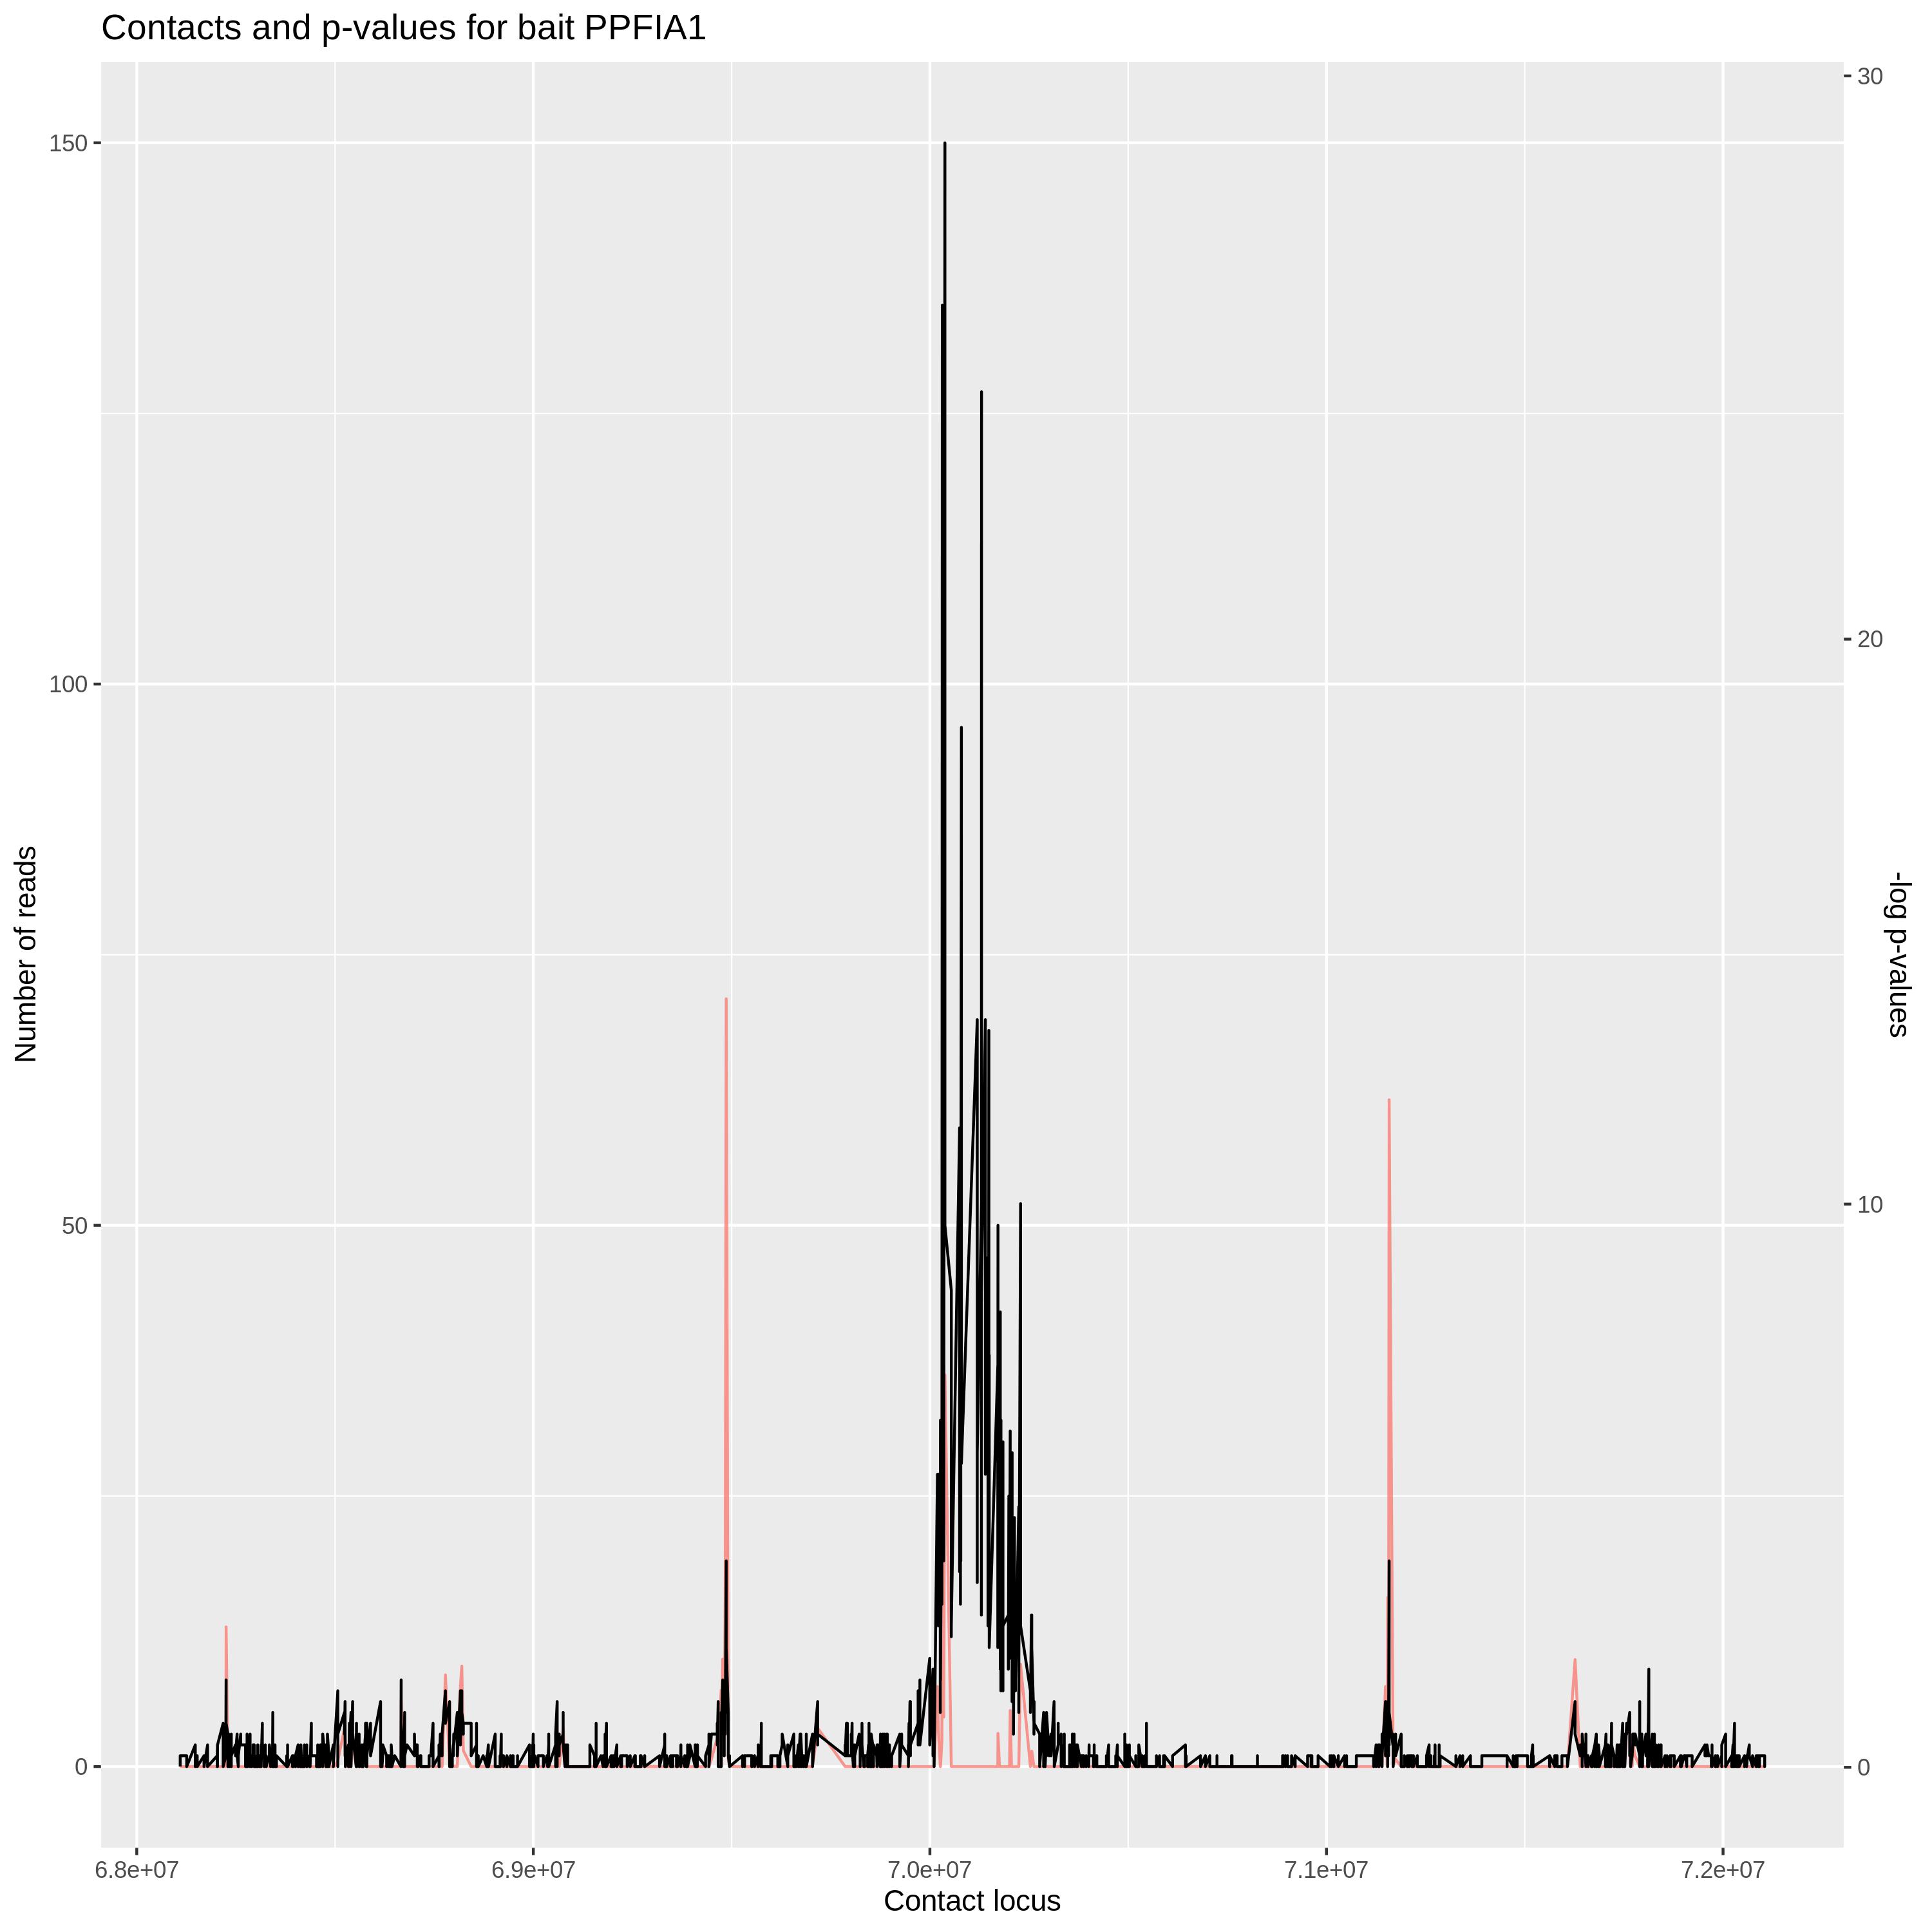 Contacts and p-values for bait PPFIA1
150
100
50
0
Number of reads
30
20
10
0
-log p-values
6.8e+07
6.9e+07
7.0e+07
7.1e+07
7.2e+07
Contact locus